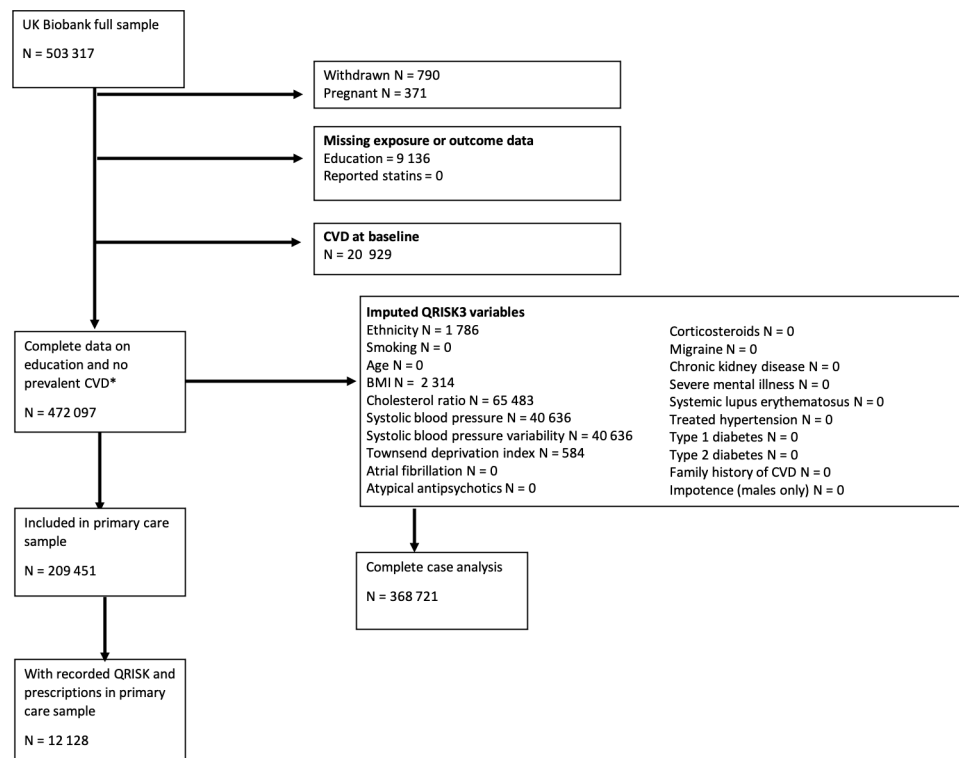 UK Biobank full sample
N = 503 317
Withdrawn N = 790
Pregnant N = 371
Missing exposure or outcome data
Education = 9 136
Reported statins = 0
CVD at baseline
N = 20 929
Complete data on
education and no
prevalent CVD*
N = 472 097
Imputed QRISK3 variables
Ethnicity N = 1 786
Smoking N = 0
Age N = 0
BMI N = 2 314
Cholesterol ratio N = 65 483
Systolic blood pressure N = 40 636
Systolic blood pressure variability N = 40 636
Townsend deprivation index N = 584
Atrial fibrillation N = 0
Atypical antipsychotics N = 0
Corticosteroids N = 0
Migraine N = 0
Chronic kidney disease N = 0
Severe mental illness N = 0
Systemic lupus erythematosus N = 0
Treated hypertension N = 0
Type 1 diabetes N = 0
Type 2 diabetes N = 0
Family history of CVD N = 0
Impotence (males only) N = 0
Included in primary care
sample
N = 209 451
Complete case analysis
N = 368 721
With recorded QRISK and
prescriptions in primary
care sample
N = 12 128